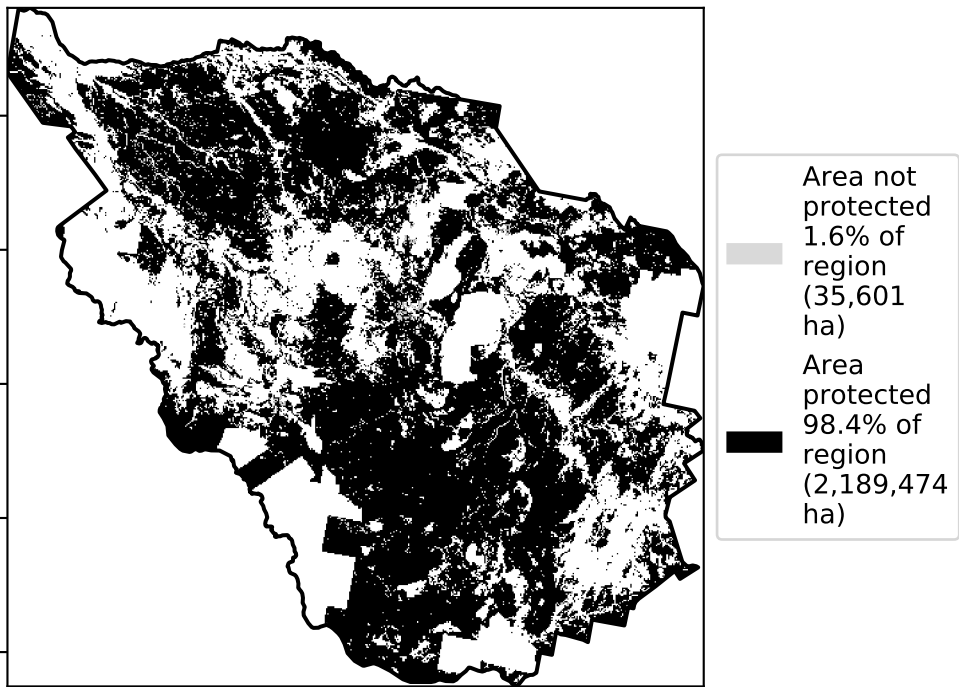 Area not
protected
1.6% of
region
(35,601
ha)
Area
protected
98.4% of
region
(2,189,474
ha)